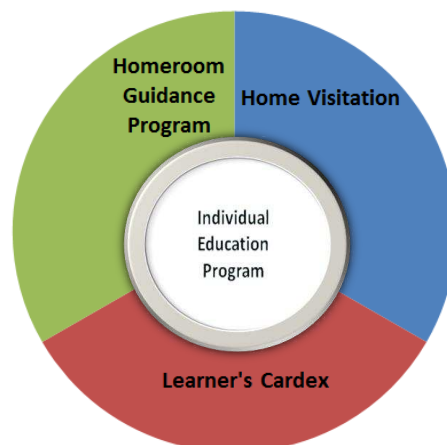 Homeroom
Guidance
Program
Home Visitation
Individual
Education
Program
Learner's Cardex